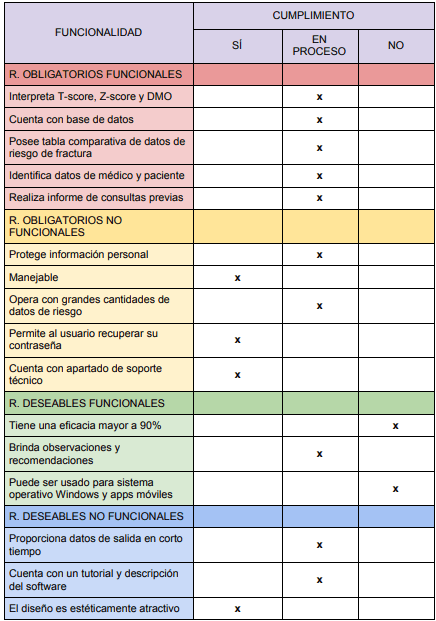 FUNCIONALIDAD
CUMPLIMIENTO
SÍ
EN
PROCESO
NO
R. OBLIGATORIOS FUNCIONALES
Interpreta T-score, Z-score y DMO
x
Cuenta con base de datos
x
Posee tabla comparativa de datos de
riesgo de fractura
x
Identifica datos de médico y paciente
x
Realiza informe de consultas previas
x
R. OBLIGATORIOS NO
FUNCIONALES
Protege información personal
x
Manejable
x
Opera con grandes cantidades de
datos de riesgo
x
Permite al usuario recuperar su
contraseña
x
Cuenta con apartado de soporte
técnico
x
R. DESEABLES FUNCIONALES
Tiene una eficacia mayor a 90%
x
Brinda observaciones y
recomendaciones
x
Puede ser usado para sistema
operativo Windows y apps móviles
x
R. DESEABLES NO FUNCIONALES
Proporciona datos de salida en corto
tiempo
x
Cuenta con un tutorial y descripción
del software
x
El diseño es estéticamente atractivo
x